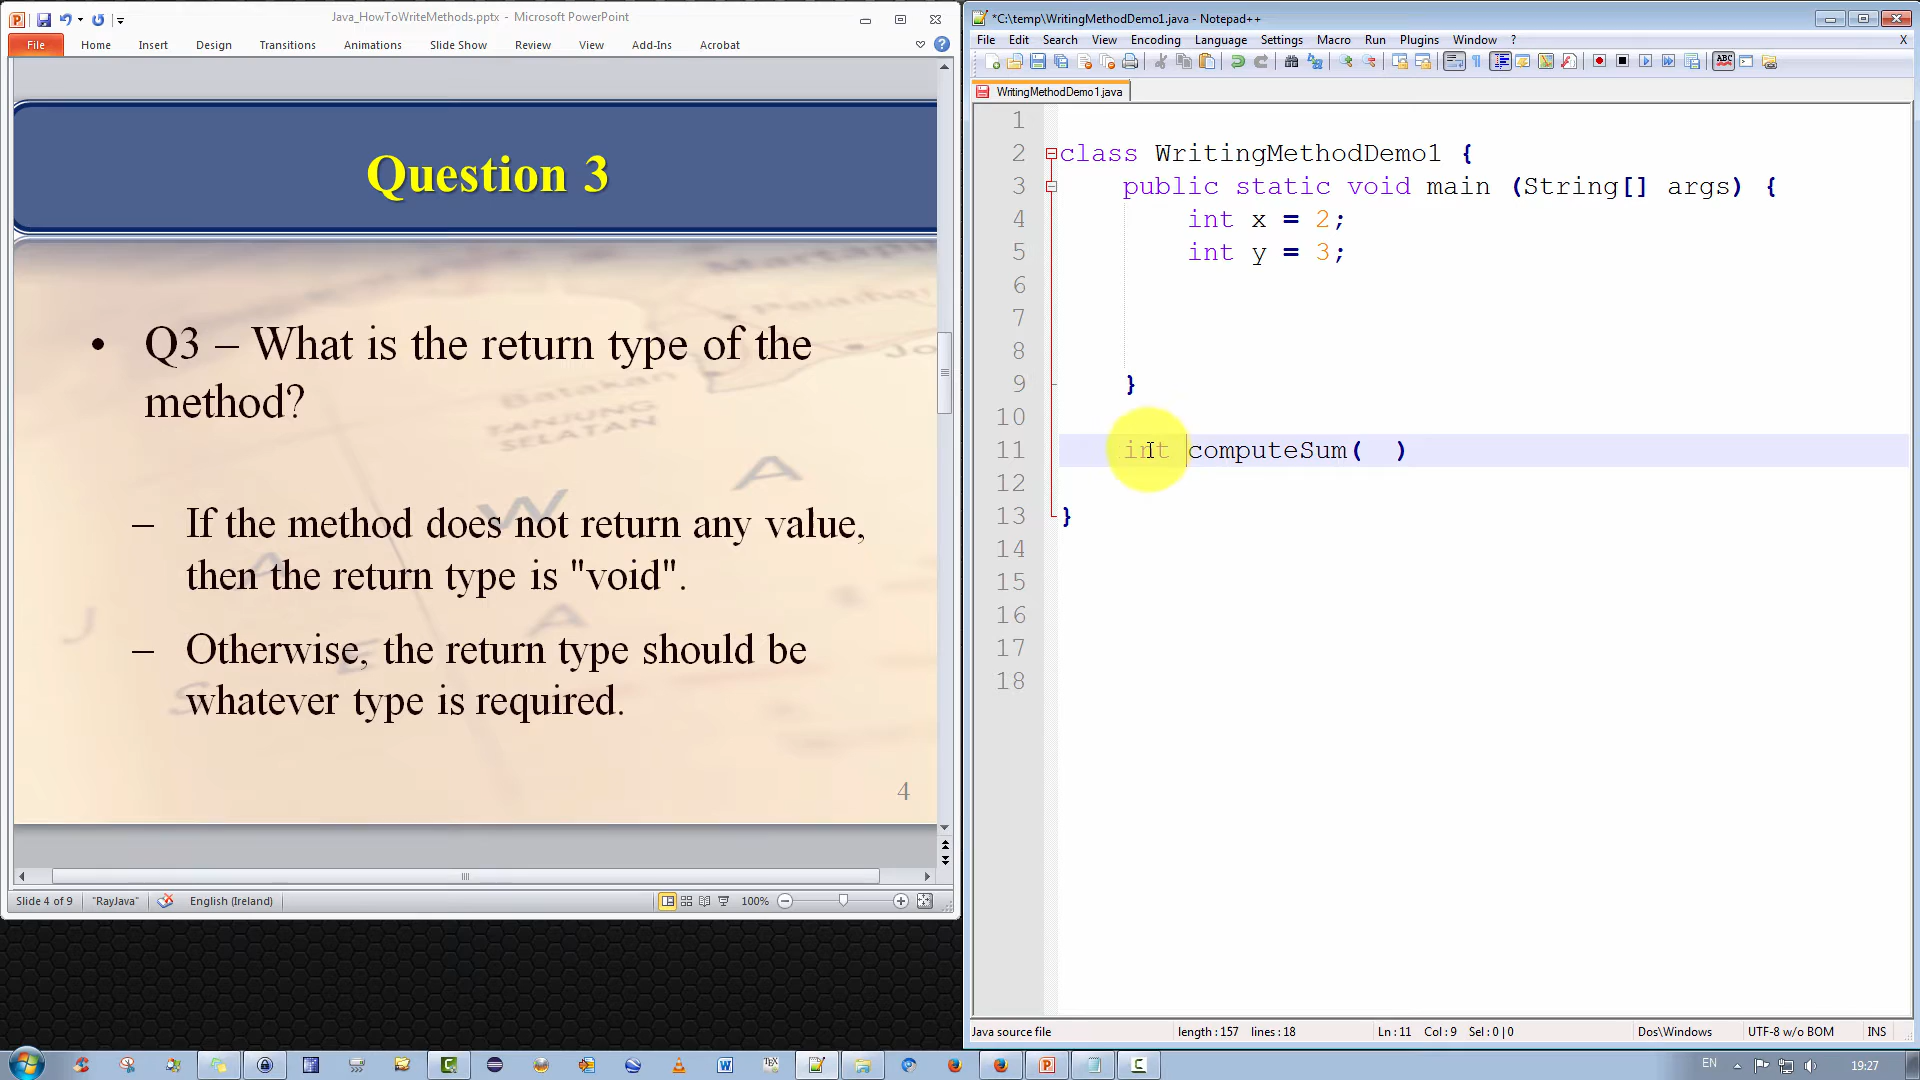 Java_HowToWriteMethods.pptx - Microsoft PowerPoint
File Home Insert Design Transitions Animations Slide Show Review View Add-Ins Acrobat
Question 3
• Q3 – What is the return type of the
method?
– If the method does not return any value,
then the return type is "void".
– Otherwise, the return type should be
whatever type is required.
4
Slide 4 of 9 "RayJava" English (Ireland) 100%
*C:\temp\WritingMethodDemo1.java - Notepad++
File Edit Search View Encoding Language Settings Macro Run Plugins Window ? X
WritingMethodDemo1.java
1
2 class WritingMethodDemo1 {
3 public static void main (String[] args) {
4 int x = 2;
5 int y = 3;
6
7
8
9 }
10
11 int computeSum( )
12
13 }
14
15
16
17
18
Java source file length : 157 lines : 18 Ln : 11 Col : 9 Sel : 0 | 0 Dos\Windows UTF-8 w/o BOM INS
EN 19:27